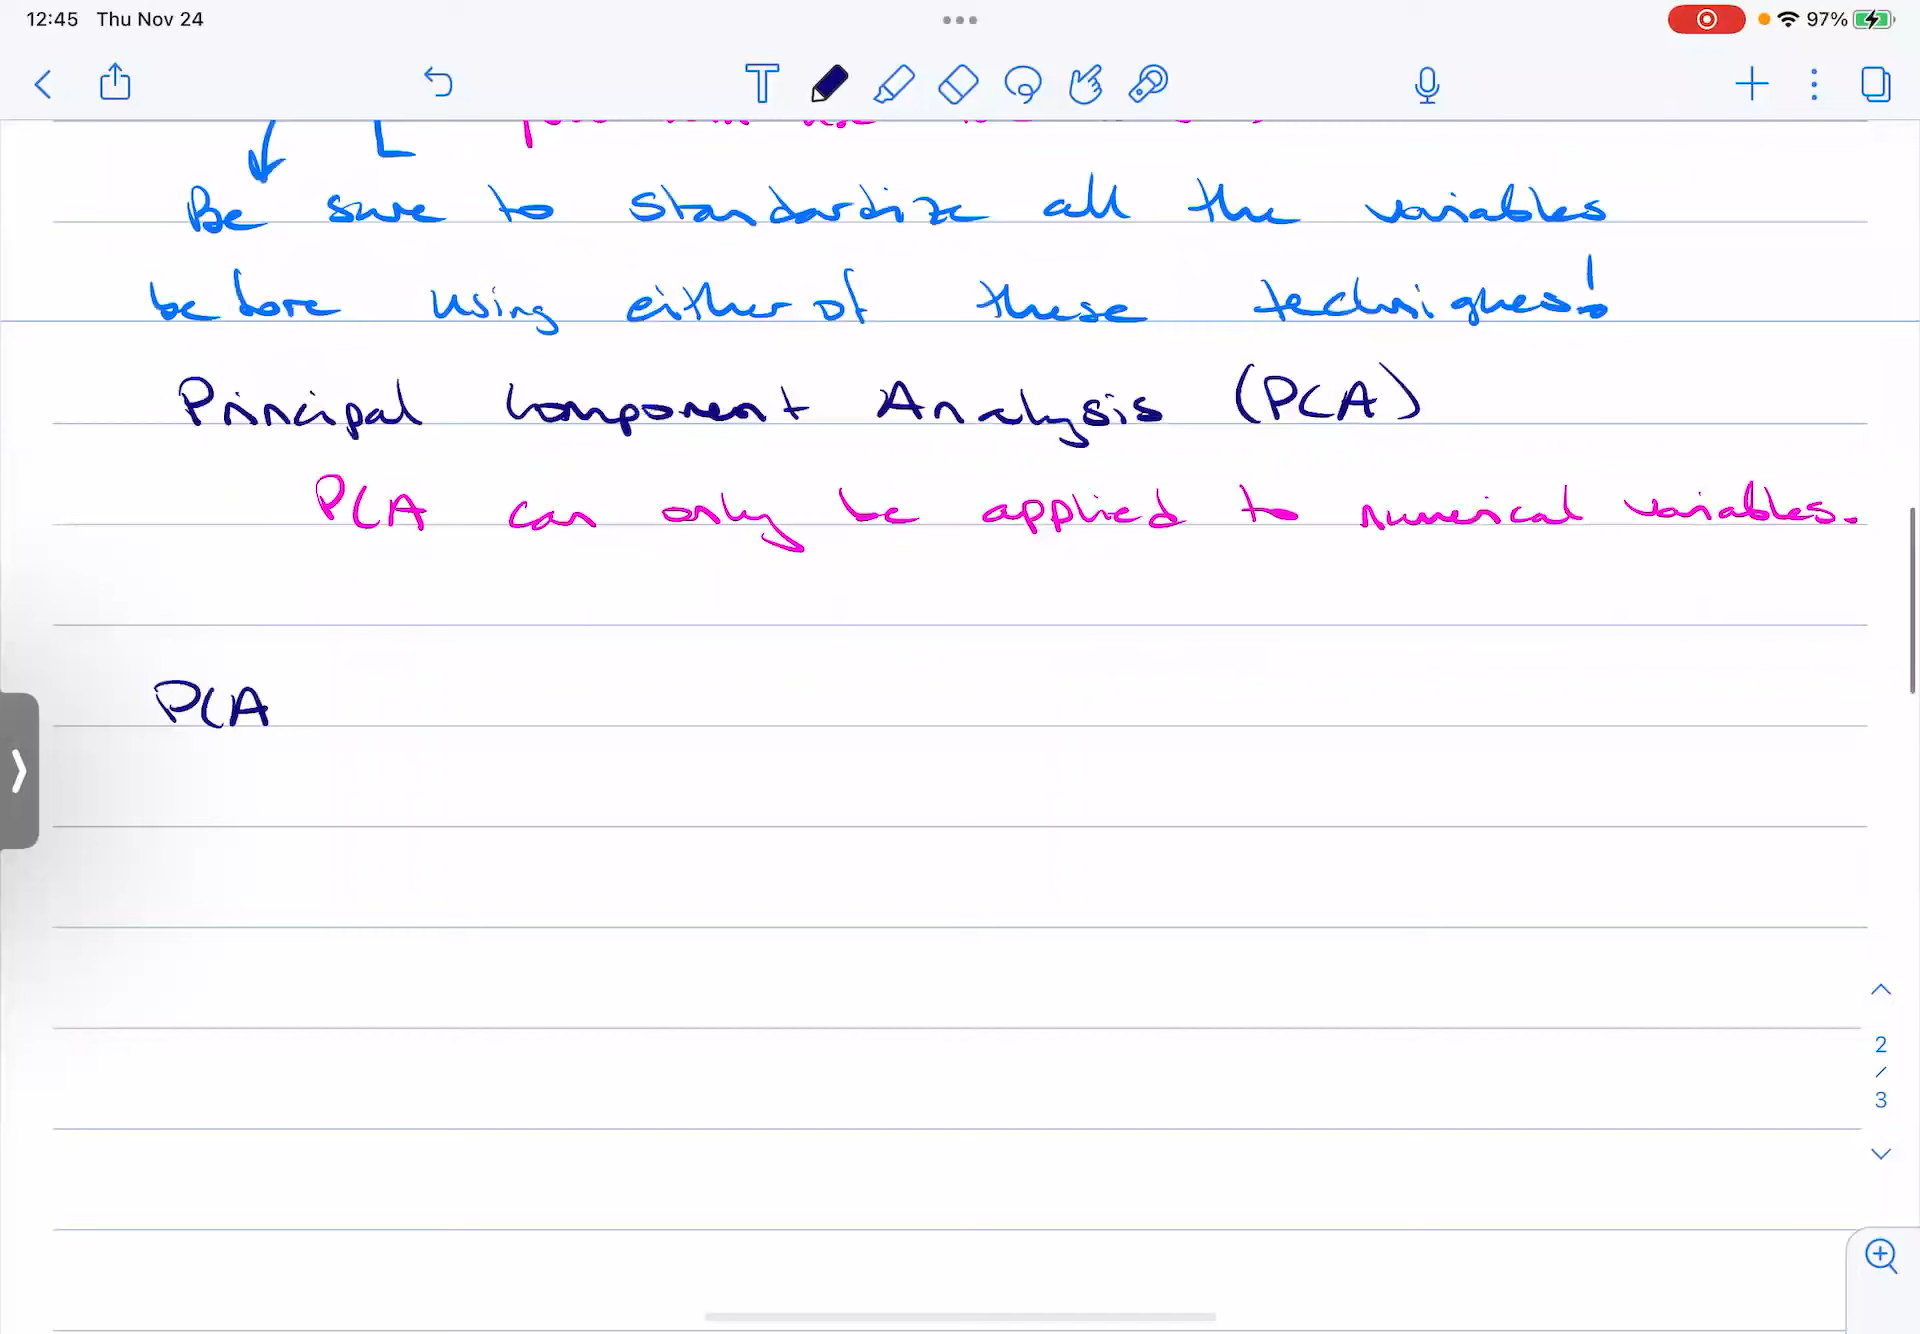 12:45 Thu Nov 24
97%
Be sure to standardize all the variables
before using either of these techniques!
Principal Component Analysis (PCA)
PCA can only be applied to numerical variables.
PCA
2
/
3